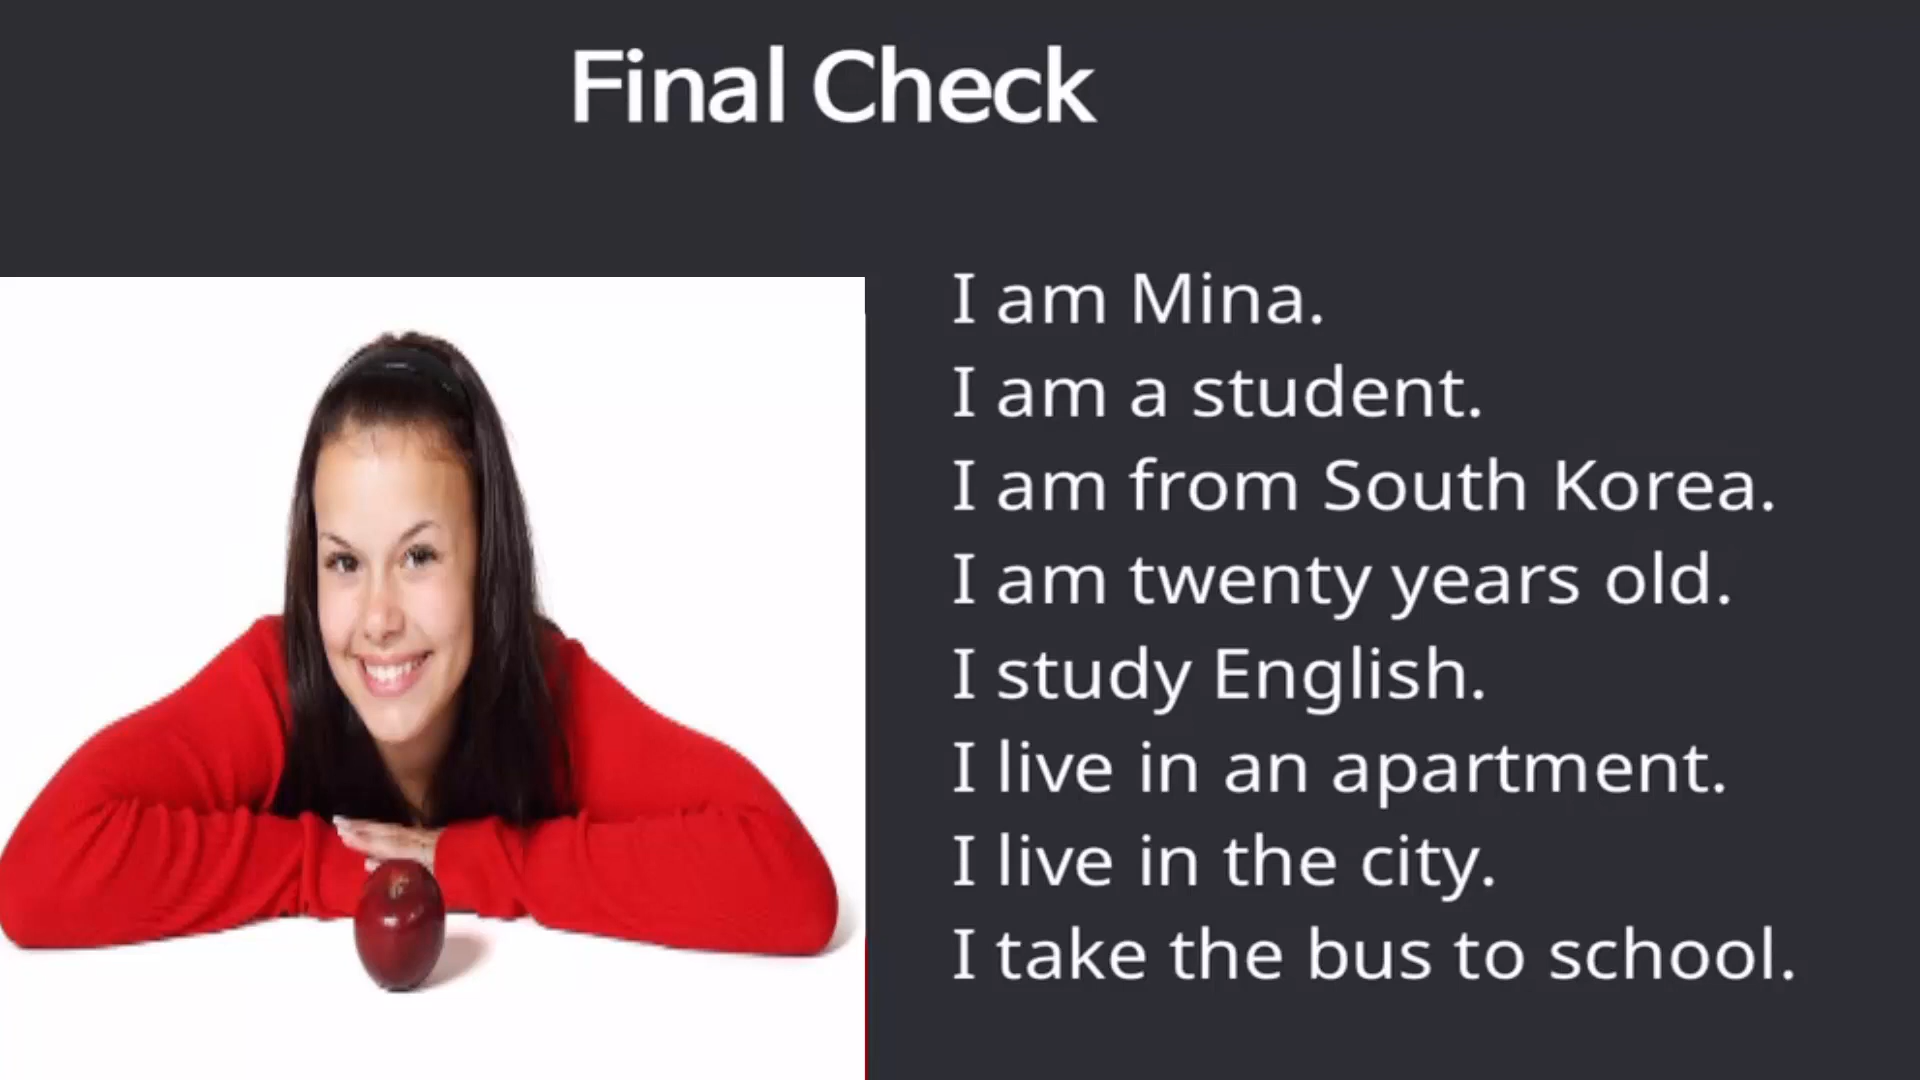 Final Check
I am Mina.
I am a student.
I am from South Korea.
I am twenty years old.
I study English.
I live in an apartment.
I live in the city.
I take the bus to school.